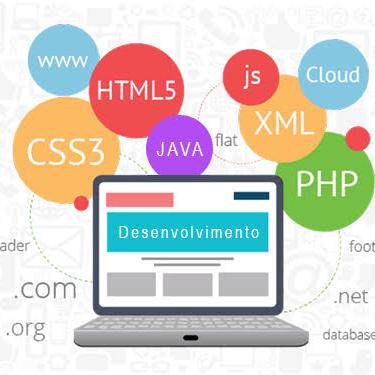 www
HTML5
js
Cloud
CSS3
JAVA
flat
XML
PHP
Desenvolvimento
ader
foot
.com
.net
.org
database